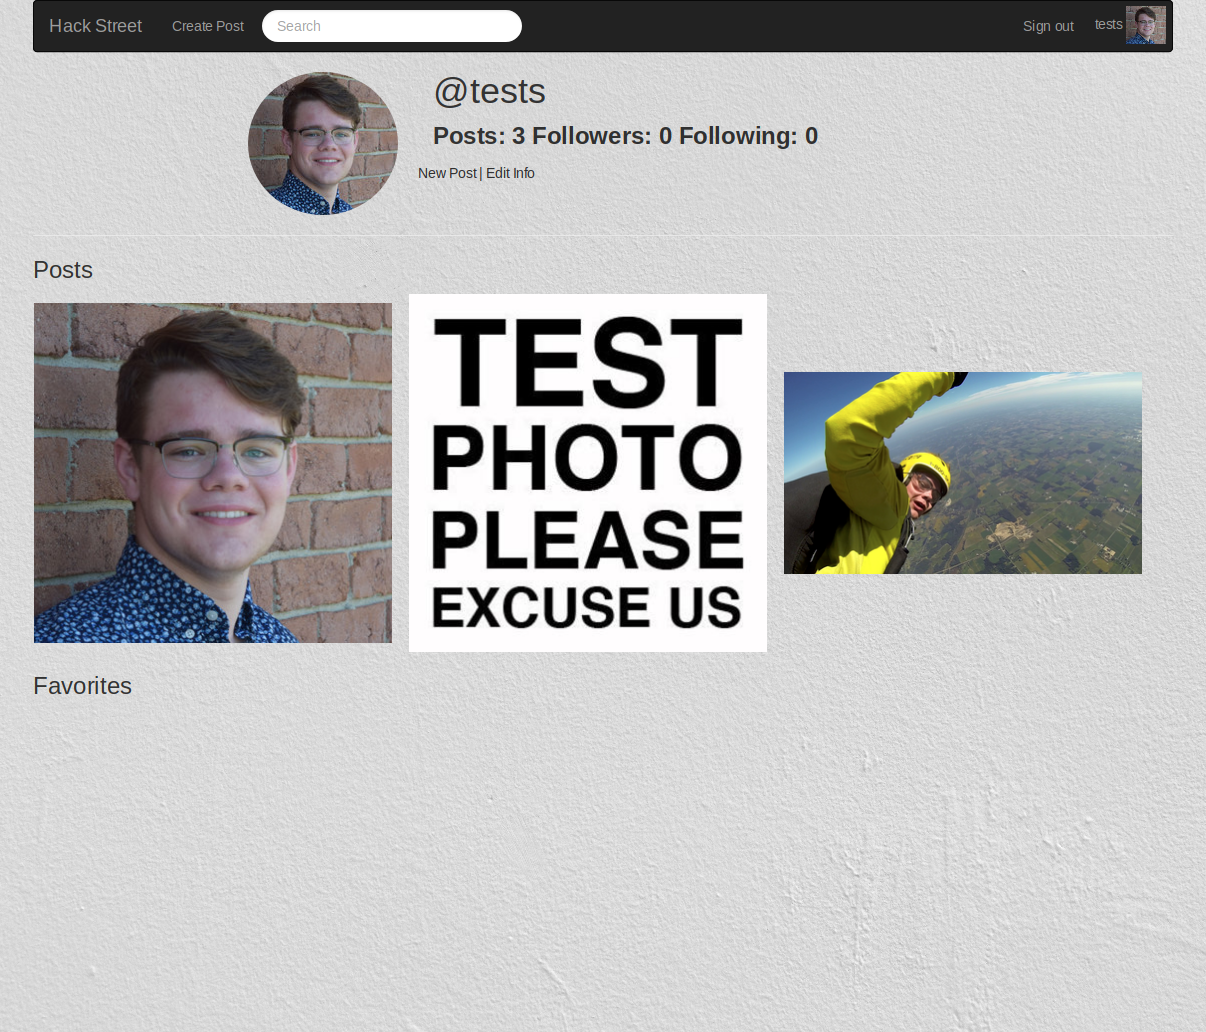 Hack Street Create Post Search Sign out tests
@tests
Posts: 3 Followers: 0 Following: 0
New Post | Edit Info
Posts
TEST
PHOTO
PLEASE
EXCUSE US
Favorites